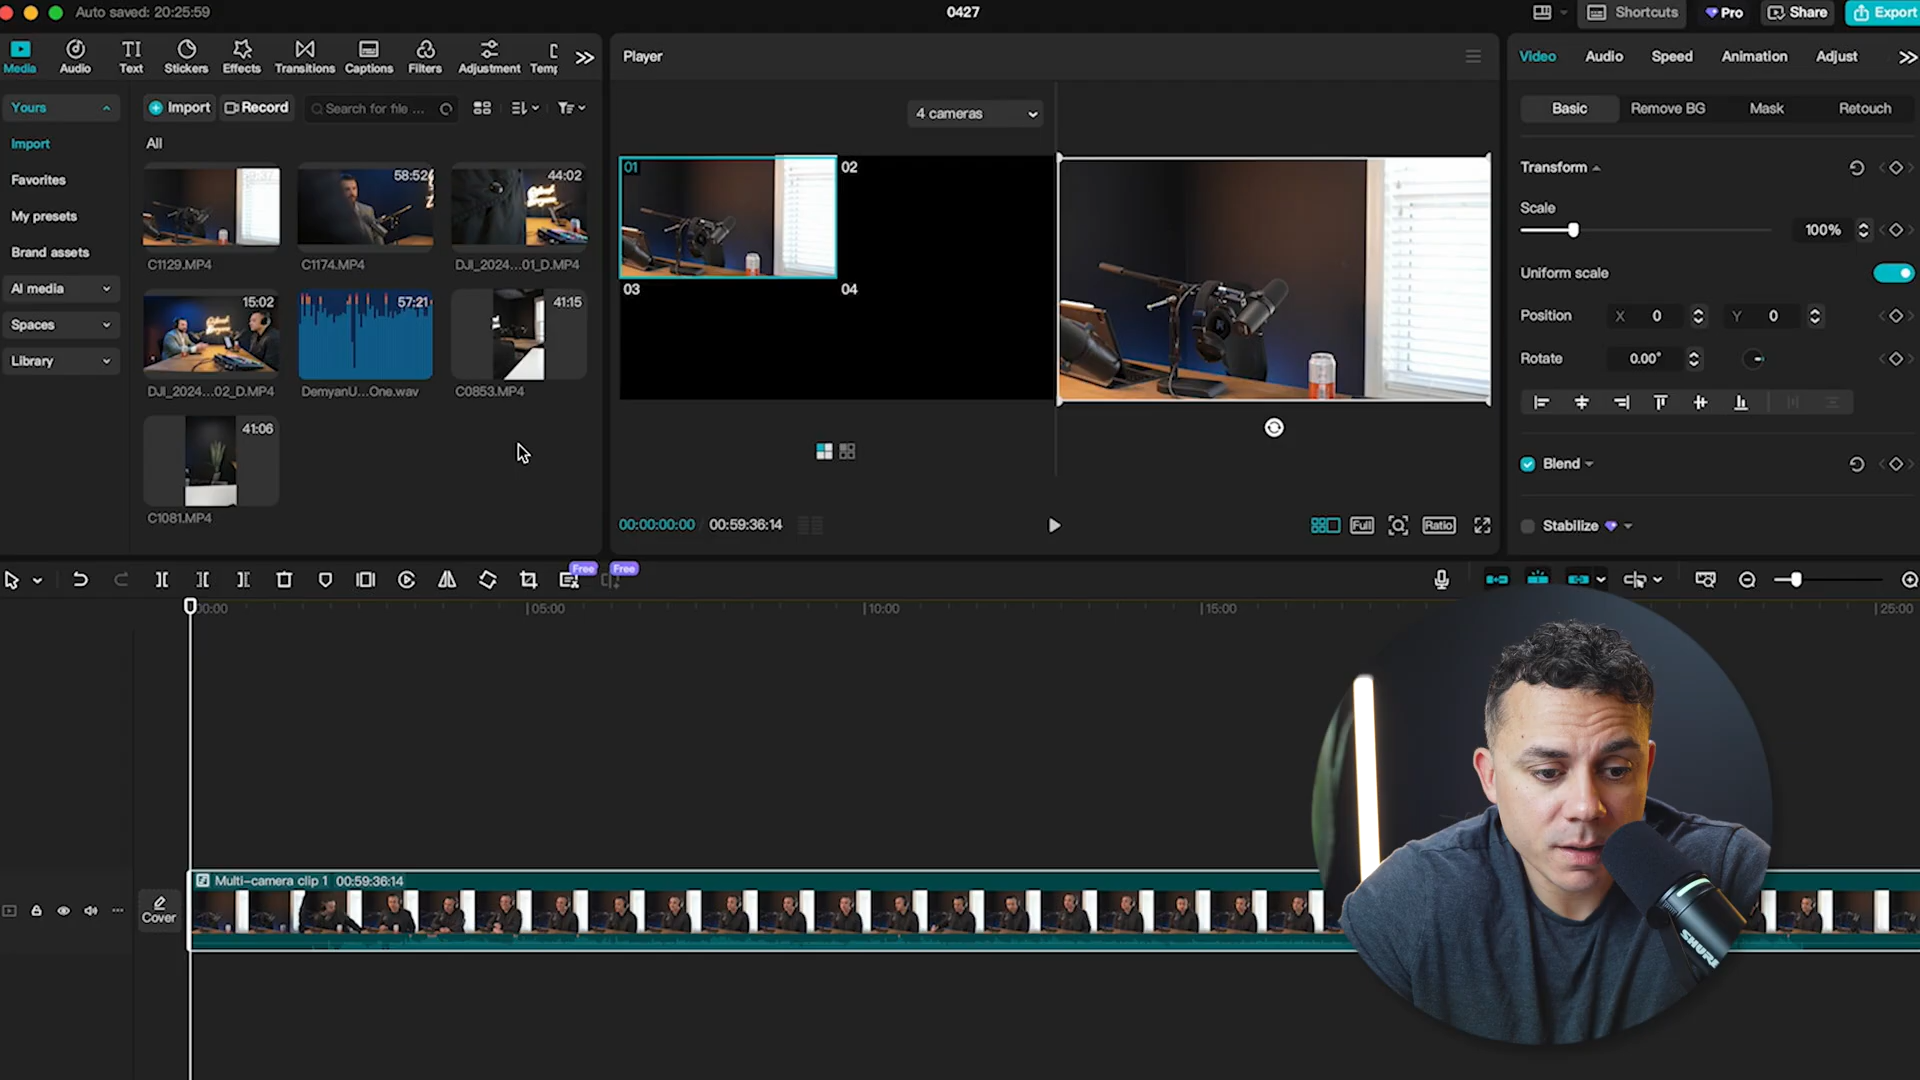 Auto saved: 20:25:59
0427
Shortcuts
Pro
Share
Export
Media
Audio
Text
Stickers
Effects
Transitions
Captions
Filters
Adjustment
Temp
Player
Video
Audio
Speed
Animation
Adjust
Yours
Import
Record
Search for file ...
4 cameras
Basic
Remove BG
Mask
Retouch
Import
All
Favorites
My presets
Brand assets
AI media
Spaces
Library
58:52
44:02
C1129.MP4
C1174.MP4
DJI_2024...01_D.MP4
15:02
57:21
41:15
DJI_2024...02_D.MP4
DemyanU...One.wav
C0853.MP4
41:06
C1081.MP4
01
02
03
04
00:00:00:00
00:59:36:14
Full
Ratio
Transform
Scale
100%
Uniform scale
Position
X 0
Y 0
Rotate
0.00°
Blend
Stabilize
Free
Free
00:00
05:00
10:00
15:00
25:00
Multi-camera clip 1 00:59:36:14
Cover
SHURE